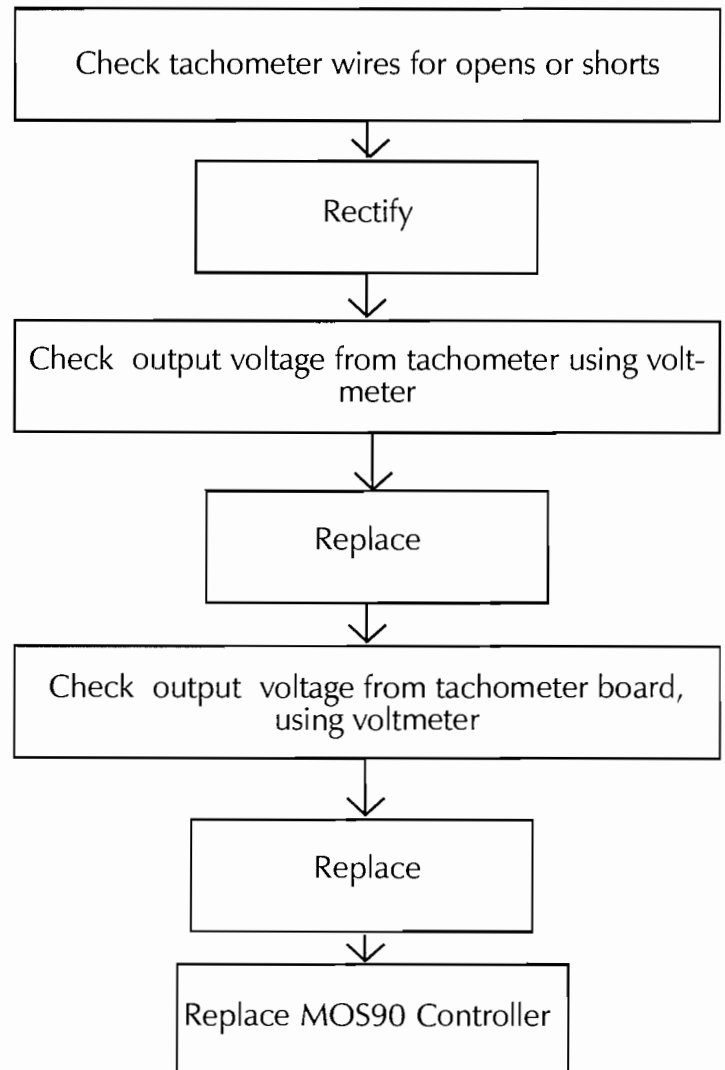 Check tachometer wires for opens or shorts
Rectify
Check output voltage from tachometer using volt-
meter
Replace
Check output voltage from tachometer board,
using voltmeter
Replace
Replace MOS90 Controller